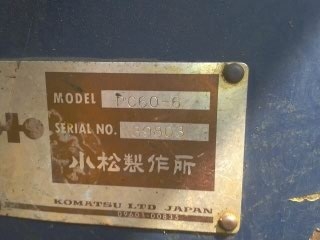 MODEL PC60-6
SERIAL NO.
小松製作所
KOMATSU LTD JAPAN